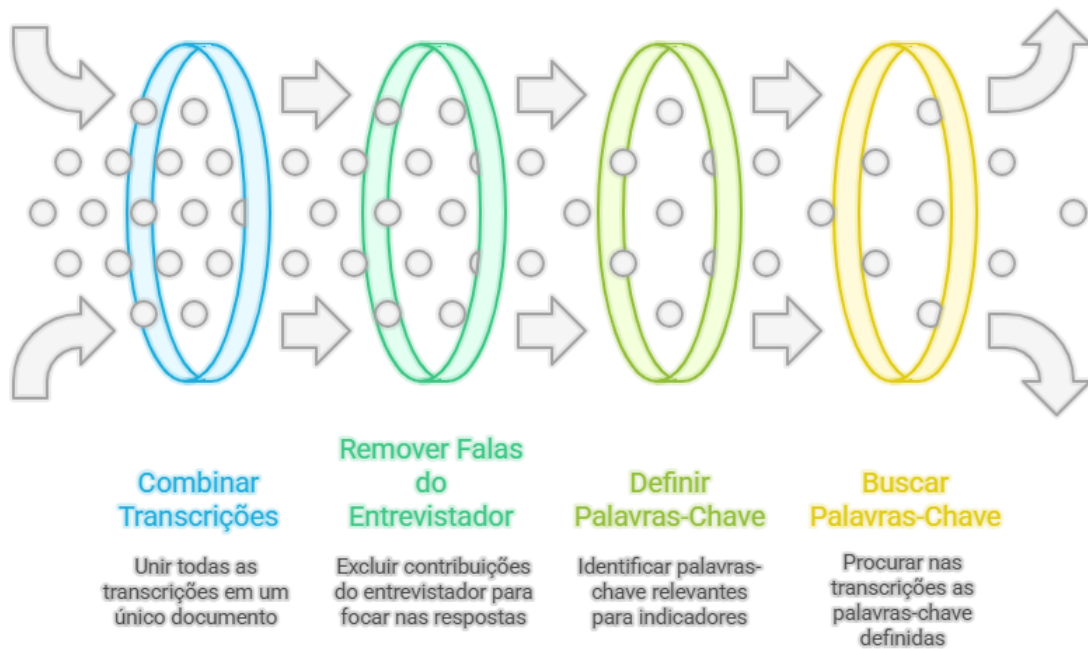 Combinar
Transcrições
Unir todas as
transcrições em um
único documento
Remover Falas
do
Entrevistador
Excluir contribuições
do entrevistador para
focar nas respostas
Definir
Palavras-Chave
Identificar palavras-
chave relevantes
para indicadores
Buscar
Palavras-Chave
Procurar nas
transcrições as
palavras-chave
definidas